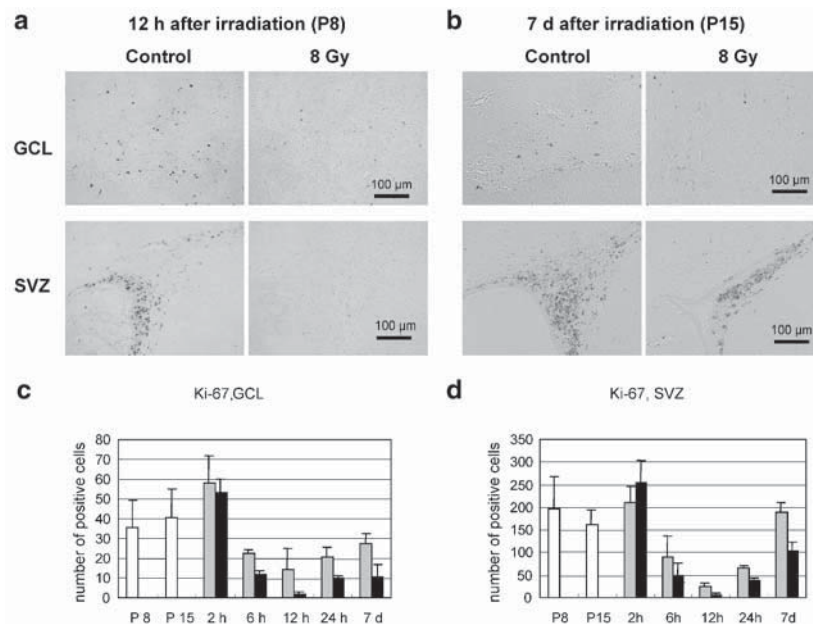 a 12 h after irradiation (P8)
Control 8 Gy
GCL
100 µm
SVZ
100 µm
b 7 d after irradiation (P15)
Control 8 Gy
100 µm
100 µm
c Ki-67,GCL
number of positive cells
80
70
60
50
40
30
20
10
0
P 8 P 15 2 h 6 h 12 h 24 h 7 d
d Ki-67, SVZ
number of positive cells
350
300
250
200
150
100
50
0
P8 P15 2h 6h 12h 24h 7d